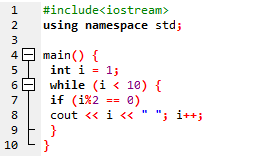 1 #include<iostream>
2 using namespace std;
3
4 main() {
5 int i = 1;
6 while (i < 10) {
7 if (i%2 == 0)
8 cout << i << " "; i++;
9 }
10 }